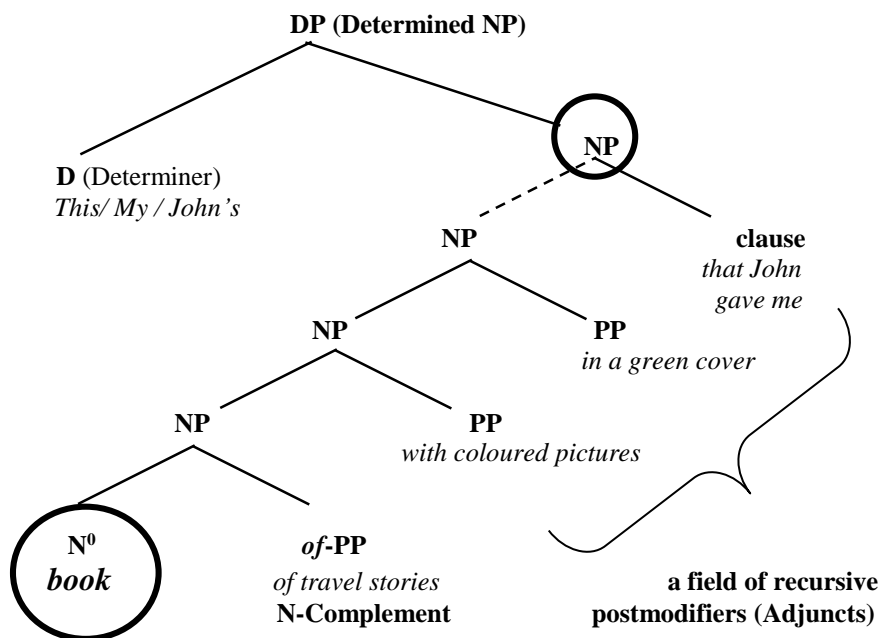 DP (Determined NP)
NP
D (Determiner)
This/ My / John's
NP
clause
that John
gave me
NP
PP
in a green cover
NP
PP
with coloured pictures
N⁰
book
of-PP
of travel stories
N-Complement
a field of recursive
postmodifiers (Adjuncts)